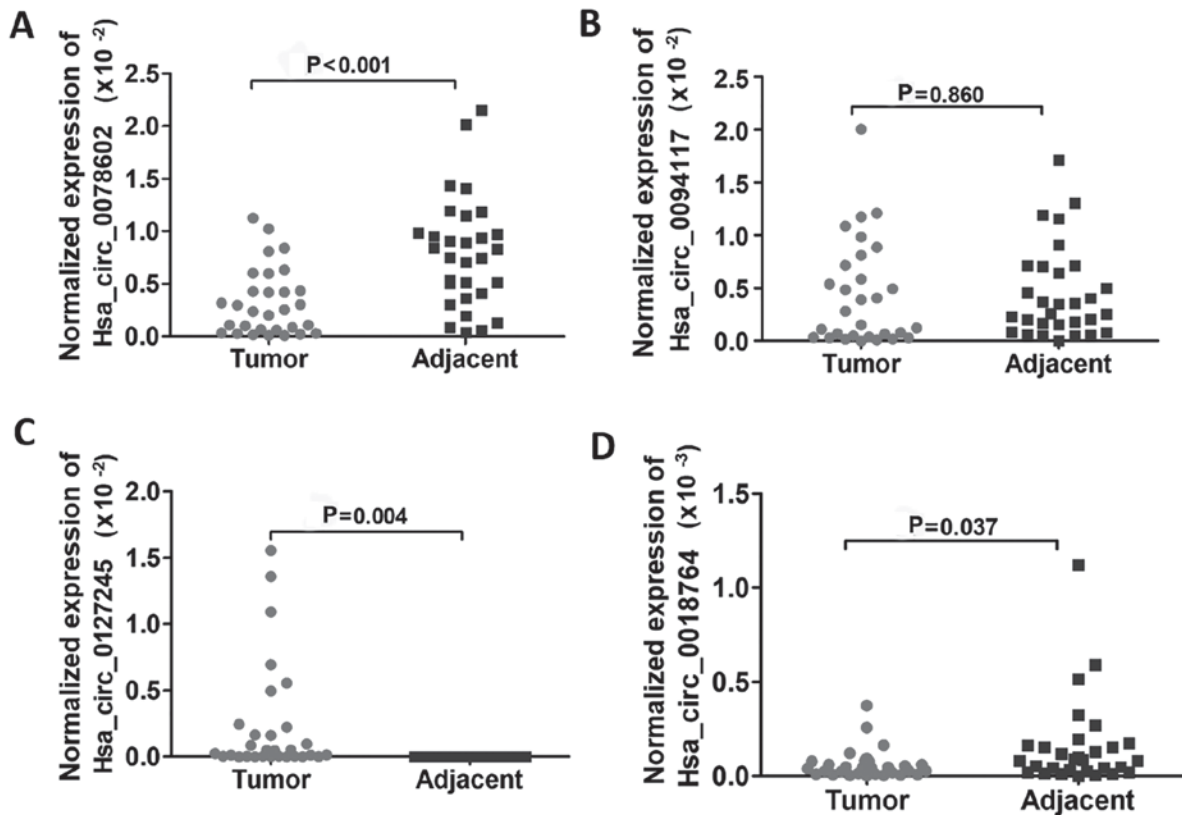 A
Normalized expression of
Hsa_circ_0078602 (x10 -2)
P<0.001
2.5
2.0
1.5
1.0
0.5
0.0
Tumor Adjacent
B
Normalized expression of
Hsa_circ_0094117 (x10 -2)
P=0.860
2.5
2.0
1.5
1.0
0.5
0.0
Tumor Adjacent
C
Normalized expression of
Hsa_circ_0127245 (x10 -2)
P=0.004
2.0
1.5
1.0
0.5
0.0
Tumor Adjacent
D
Normalized expression of
Hsa_circ_0018764 (x10 -3)
P=0.037
1.5
1.0
0.5
0.0
Tumor Adjacent